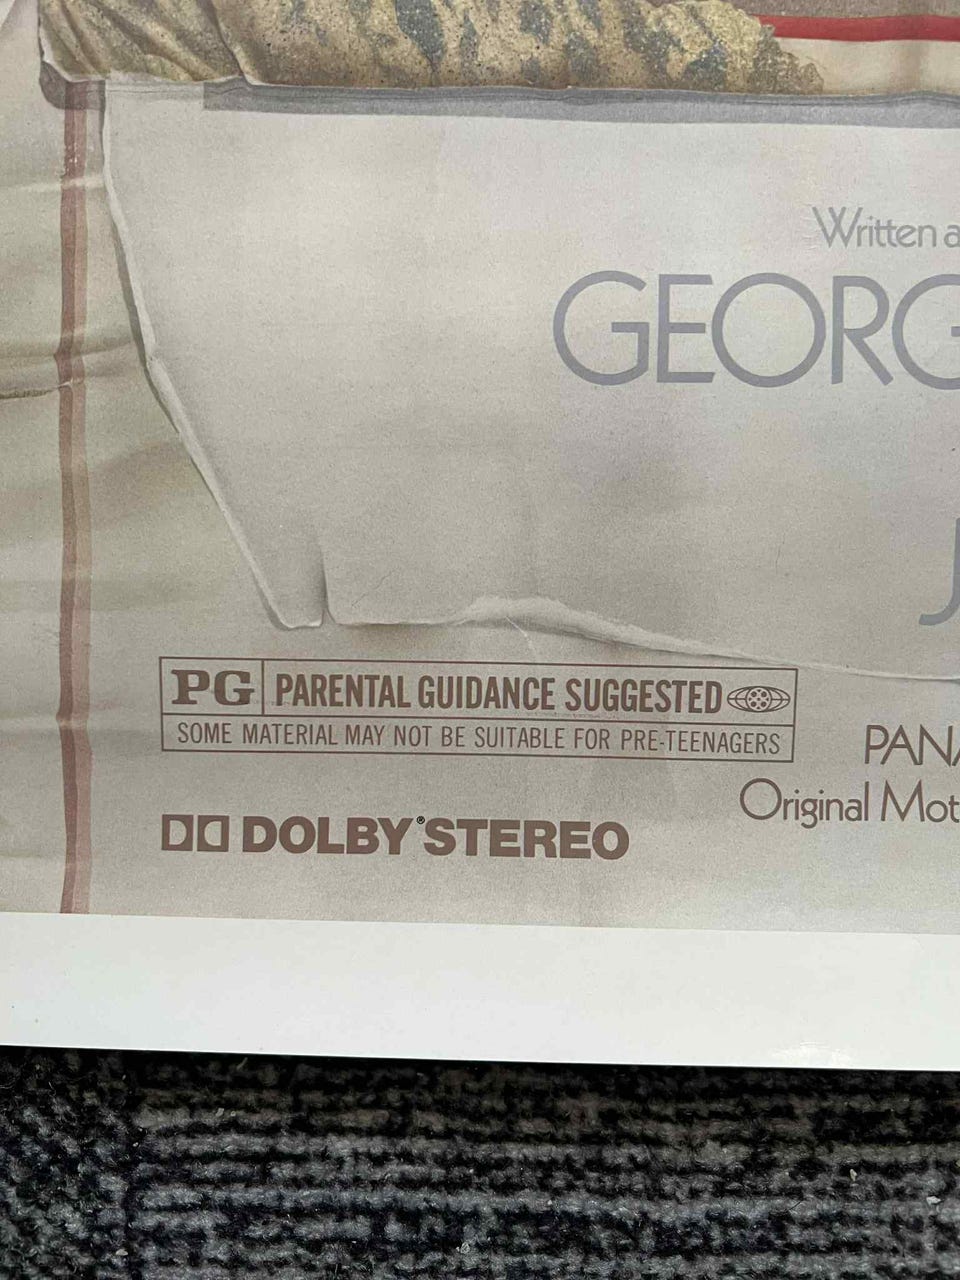 Written a
GEORG
J
PG PARENTAL GUIDANCE SUGGESTED
SOME MATERIAL MAY NOT BE SUITABLE FOR PRE-TEENAGERS
PANA
Original Mot
DOLBY® STEREO